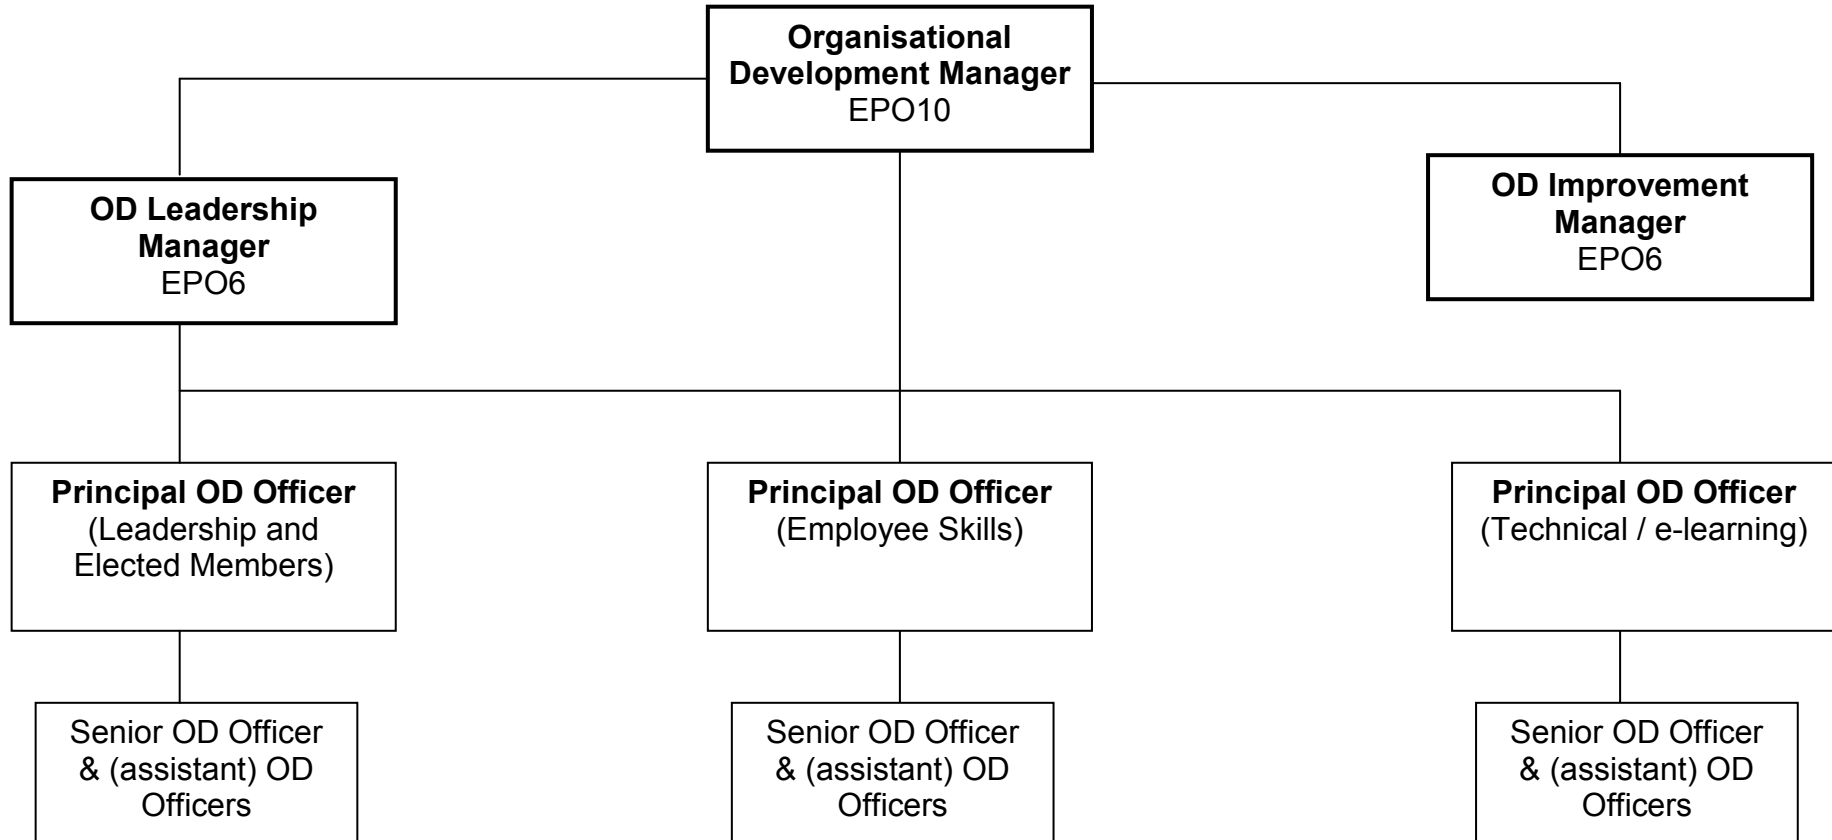 Organisational
Development Manager
EPO10
OD Leadership
Manager
EPO6
OD Improvement
Manager
EPO6
Principal OD Officer
(Leadership and
Elected Members)
Principal OD Officer
(Employee Skills)
Principal OD Officer
(Technical / e-learning)
Senior OD Officer
& (assistant) OD
Officers
Senior OD Officer
& (assistant) OD
Officers
Senior OD Officer
& (assistant) OD
Officers